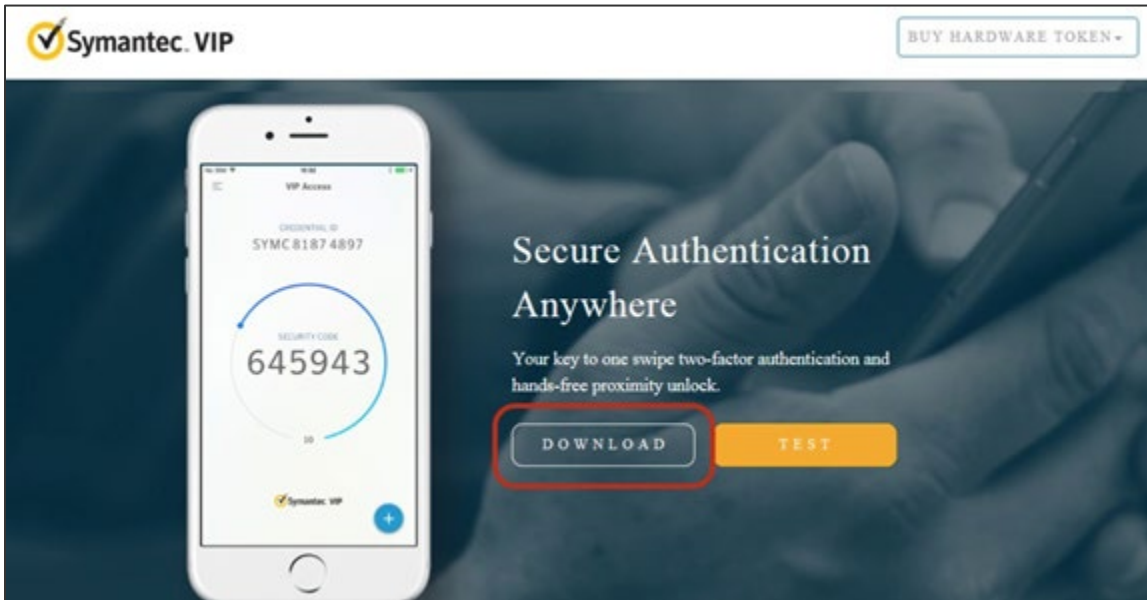 Symantec. VIP
BUY HARDWARE TOKEN
VIP Access
CREDENTIAL ID
SYMC 8187 4897
SECURITY CODE
645943
10
Symantec VIP
Secure Authentication
Anywhere
Your key to one swipe two-factor authentication and
hands-free proximity unlock.
DOWNLOAD
TEST